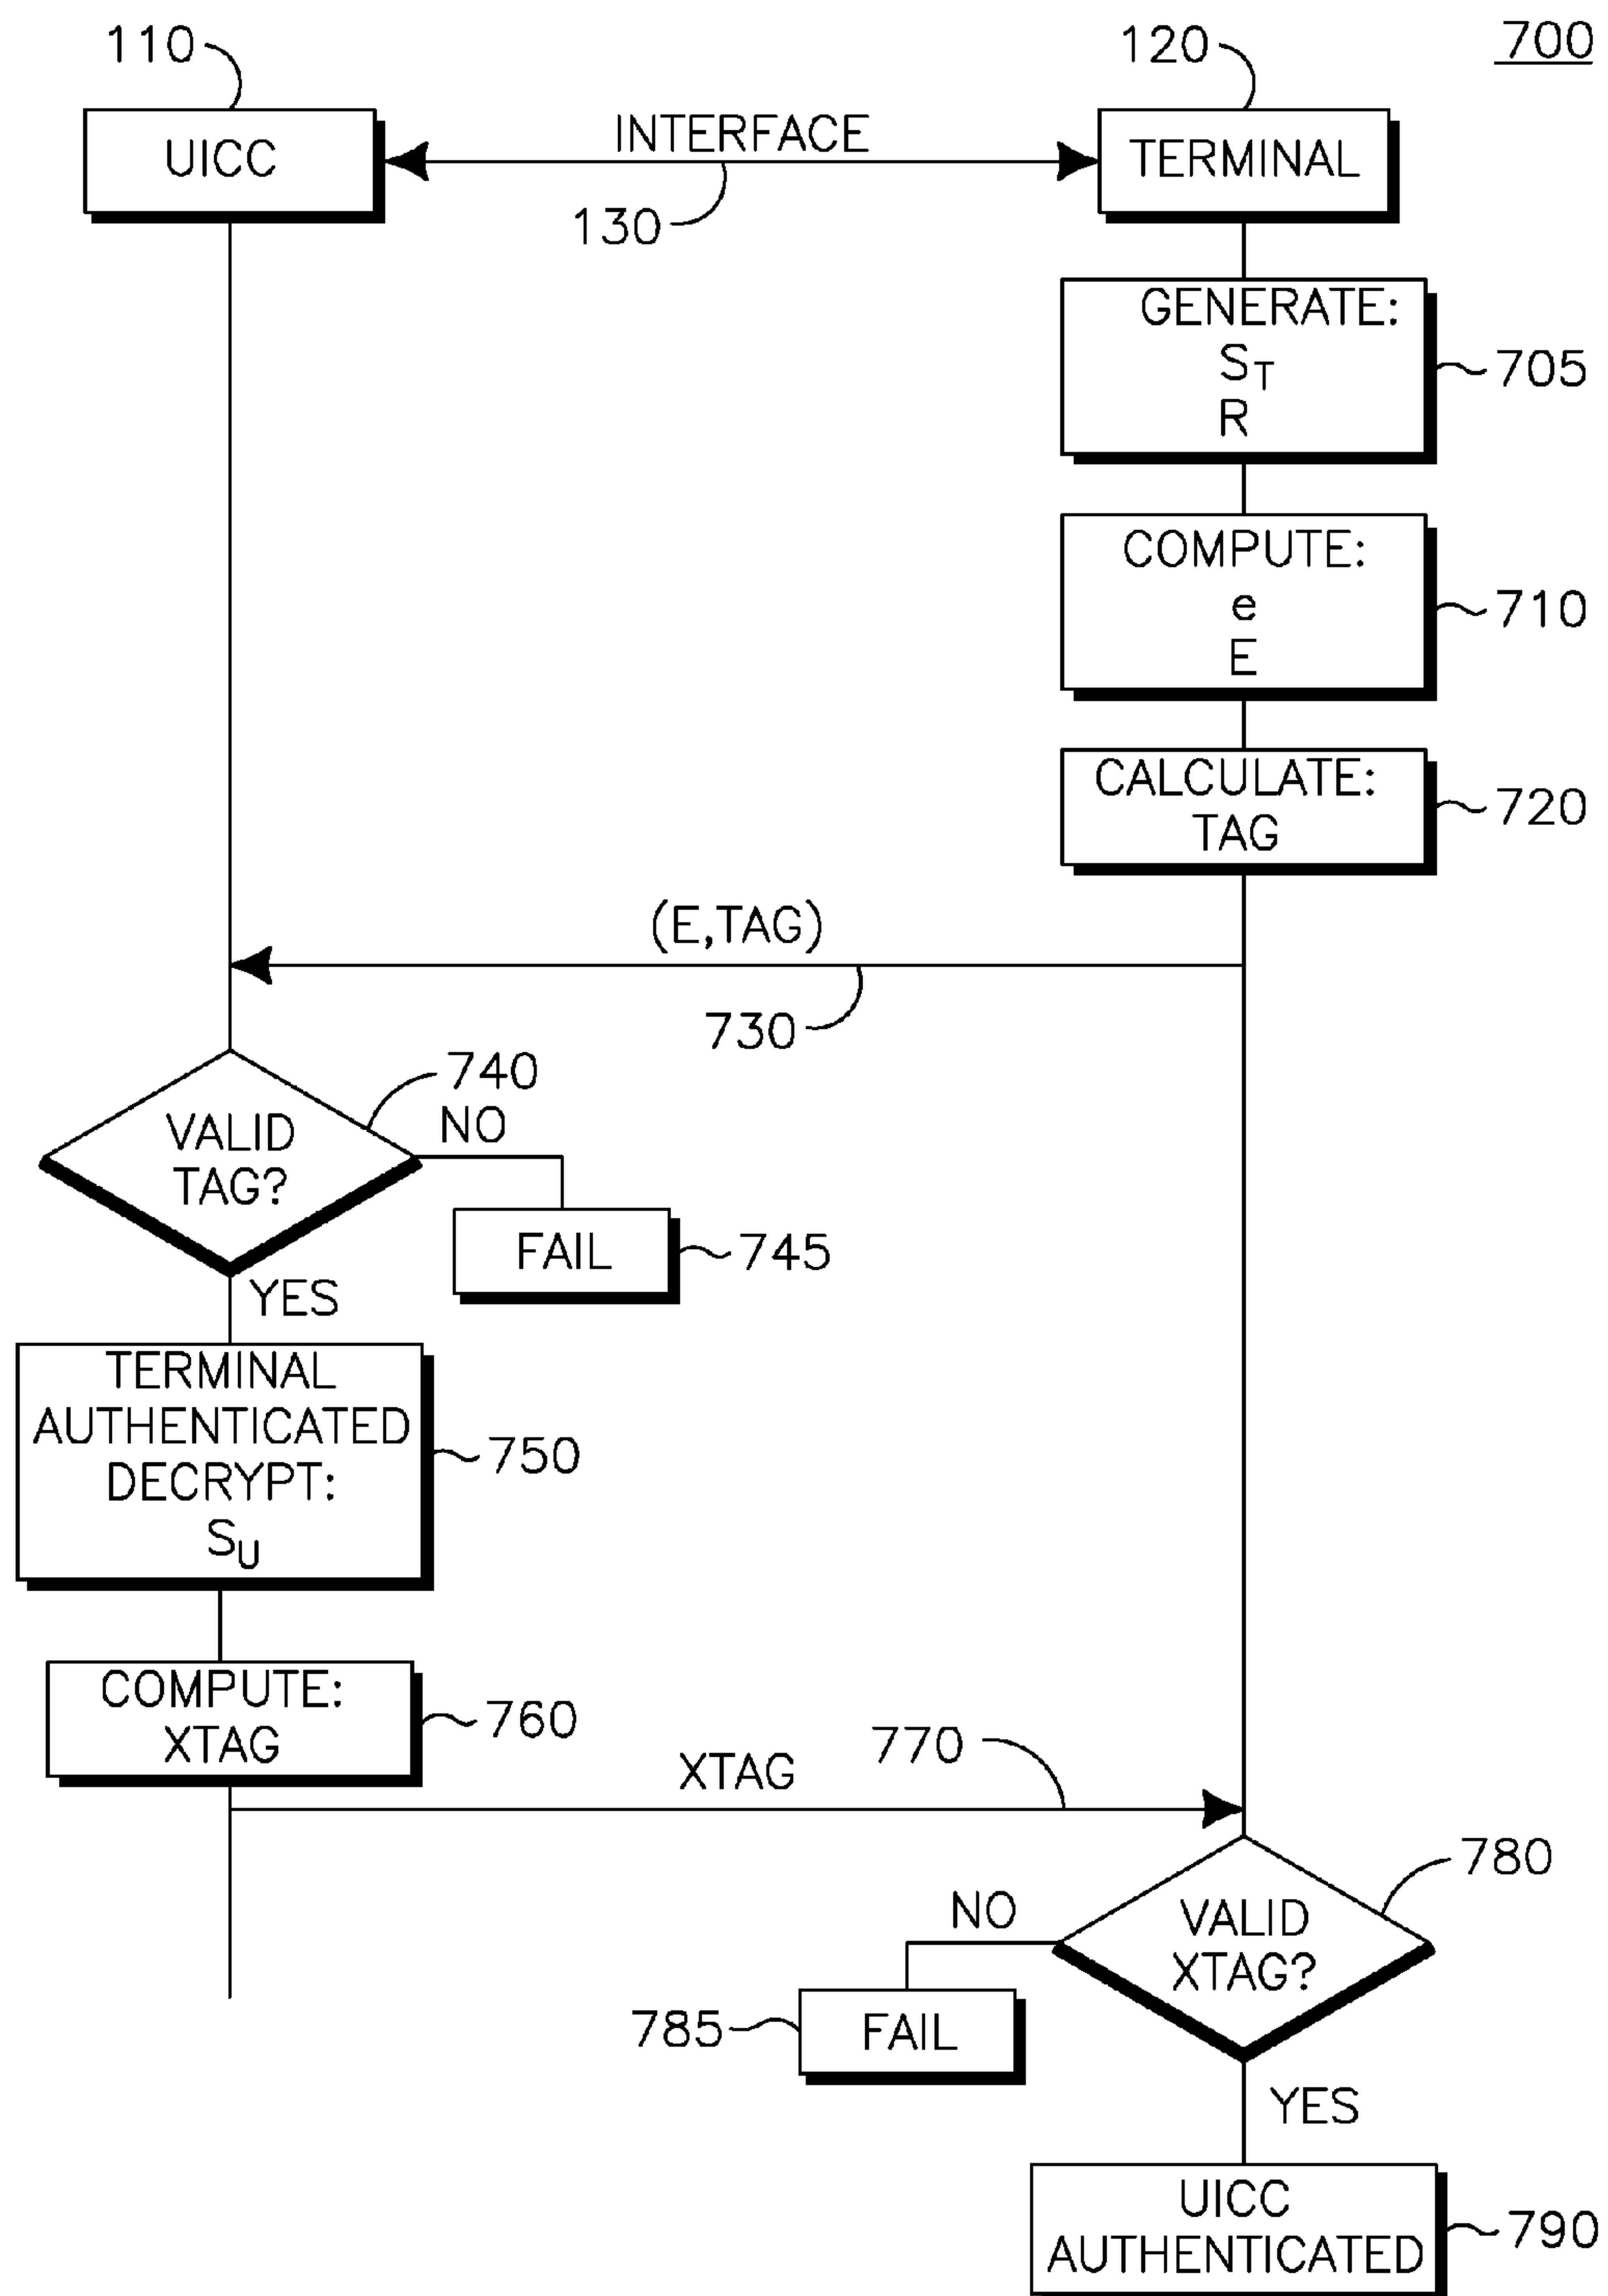 110
120
700
UICC
INTERFACE
TERMINAL
130
GENERATE:
S_T
R
705
COMPUTE:
e
E
710
CALCULATE:
TAG
720
(E,TAG)
730
740
VALID
TAG?
NO
FAIL
745
YES
TERMINAL
AUTHENTICATED
DECRYPT:
S_U
750
COMPUTE:
XTAG
760
XTAG
770
780
VALID
XTAG?
NO
785
FAIL
YES
UICC
AUTHENTICATED
790